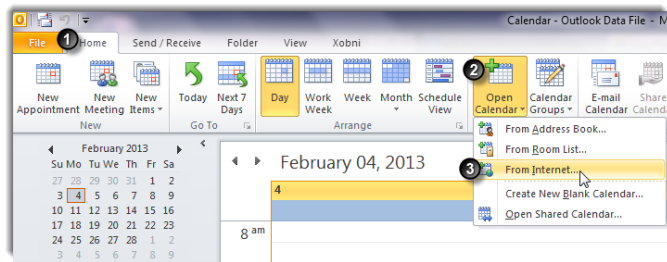 Calendar - Outlook Data File - M
File 1 Home Send / Receive Folder View Xobni
2
New Appointment
New Meeting
New Items
Today
Next 7 Days
Day
Work Week
Week
Month
Schedule View
Open Calendar
Calendar Groups
E-mail Calendar
Share Calenda
New
Go To
Arrange
February 2013
Su Mo Tu We Th Fr Sa
27 28 29 30 31 1 2
3 4 5 6 7 8 9
10 11 12 13 14 15 16
17 18 19 20 21 22 23
24 25 26 27 28 1 2
3 4 5 6 7 8 9
February 04, 2013
4
8 am
From Address Book...
From Room List...
3 From Internet...
Create New Blank Calendar...
Open Shared Calendar...